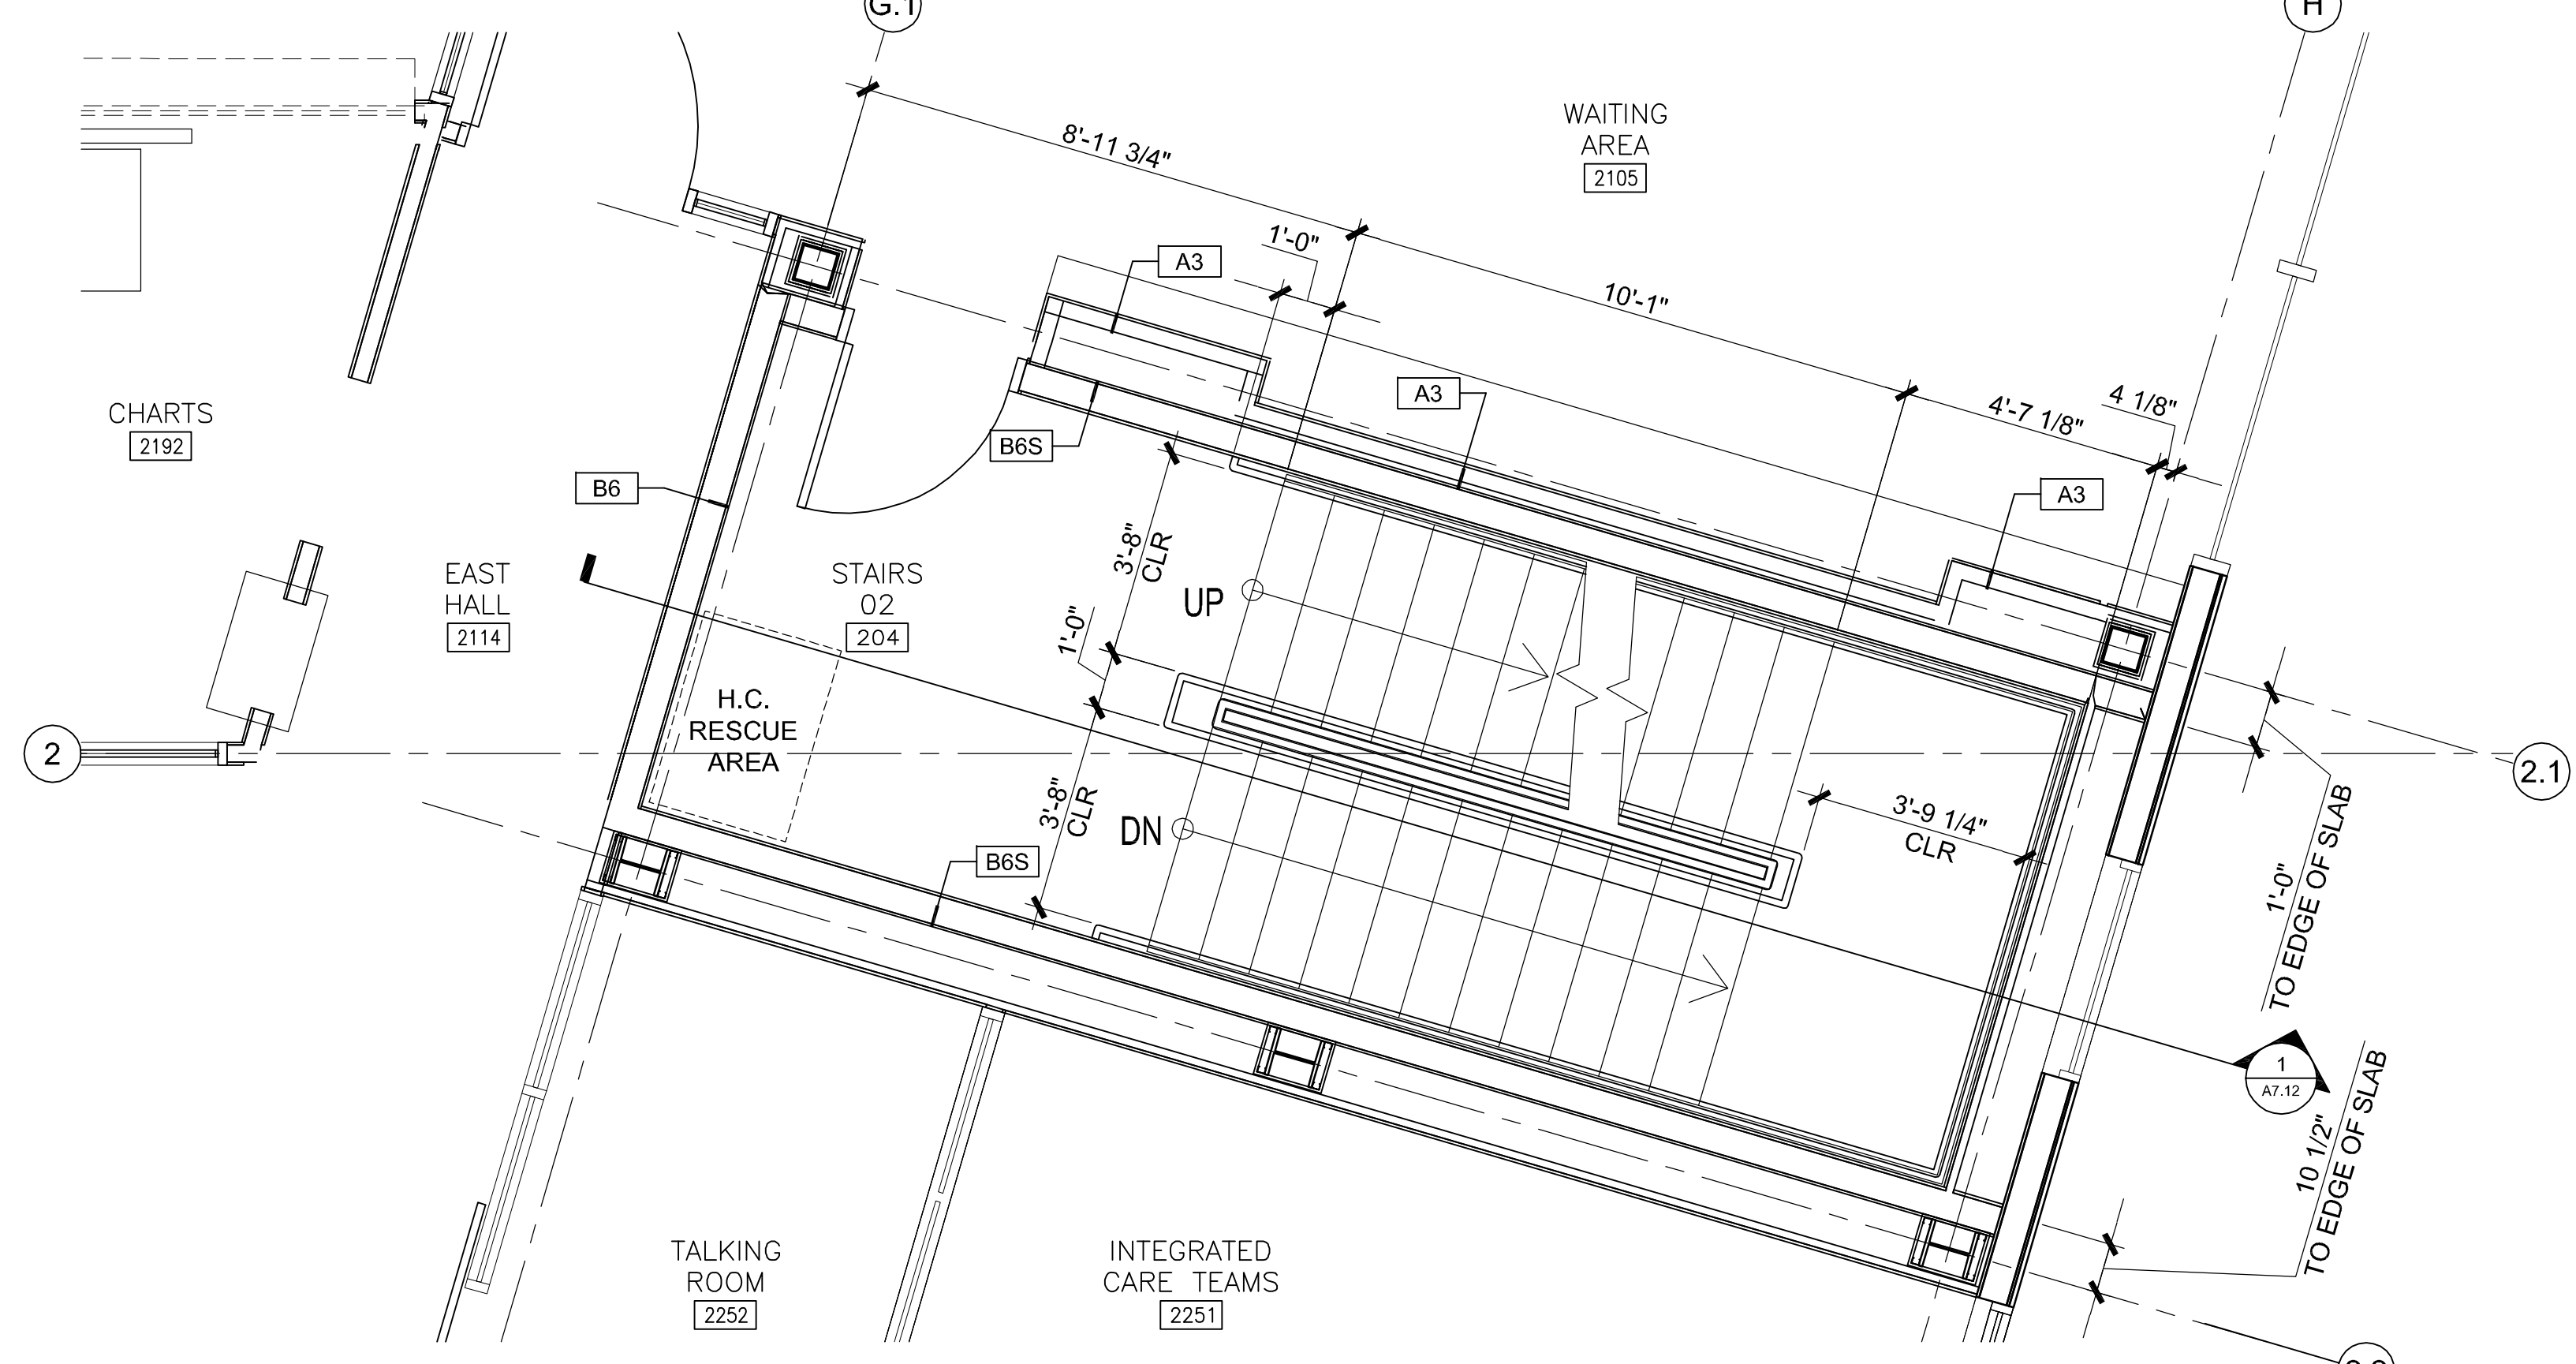 G.1
H
WAITING
AREA
2105
8'-11 3/4"
1'-0"
A3
10'-1"
A3
4'-7 1/8"
4 1/8"
A3
CHARTS
2192
B6S
B6
3'-8"
CLR
EAST
HALL
2114
STAIRS
02
204
UP
1'-0"
H.C.
RESCUE
AREA
2
2.1
DN
3'-8"
CLR
3'-9 1/4"
CLR
B6S
1'-0"
TO EDGE OF SLAB
1
A7.12
10 1/2"
TO EDGE OF SLAB
TALKING
ROOM
2252
INTEGRATED
CARE TEAMS
2251